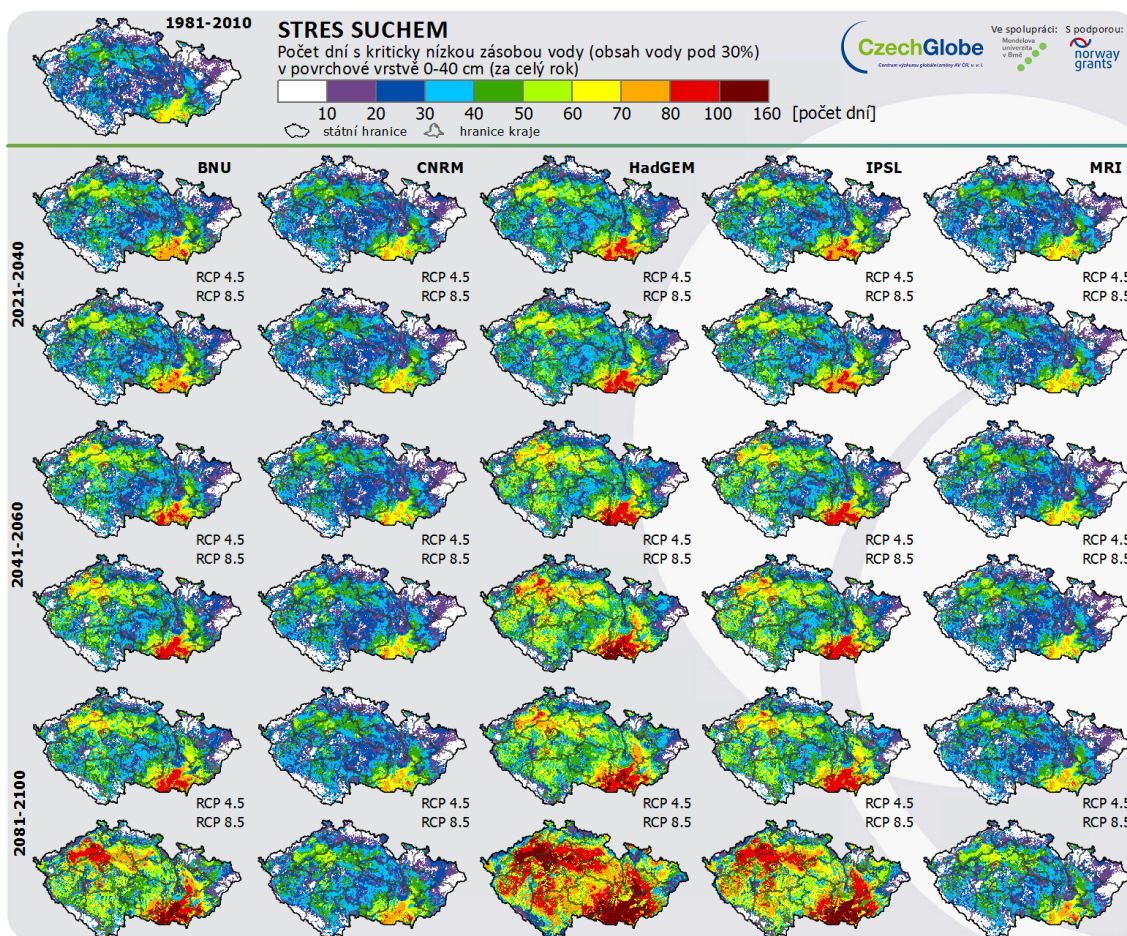 1981-2010
STRES SUCHEM
Počet dní s kriticky nízkou zásobou vody (obsah vody pod 30%)
v povrchové vrstvě 0-40 cm (za celý rok)
10 20 30 40 50 60 70 80 100 160 [počet dní]
státní hranice hranice kraje
CzechGlobe
Centrum výzkumu globální změny AV ČR, v. v. i.
Ve spolupráci:
Mendelova
univerzita
v Brně
S podporou:
norway
grants
BNU CNRM HadGEM IPSL MRI
2021-2040
RCP 4.5 RCP 4.5 RCP 4.5 RCP 4.5 RCP 4.5
RCP 8.5 RCP 8.5 RCP 8.5 RCP 8.5 RCP 8.5
2041-2060
RCP 4.5 RCP 4.5 RCP 4.5 RCP 4.5 RCP 4.5
RCP 8.5 RCP 8.5 RCP 8.5 RCP 8.5 RCP 8.5
2081-2100
RCP 4.5 RCP 4.5 RCP 4.5 RCP 4.5 RCP 4.5
RCP 8.5 RCP 8.5 RCP 8.5 RCP 8.5 RCP 8.5